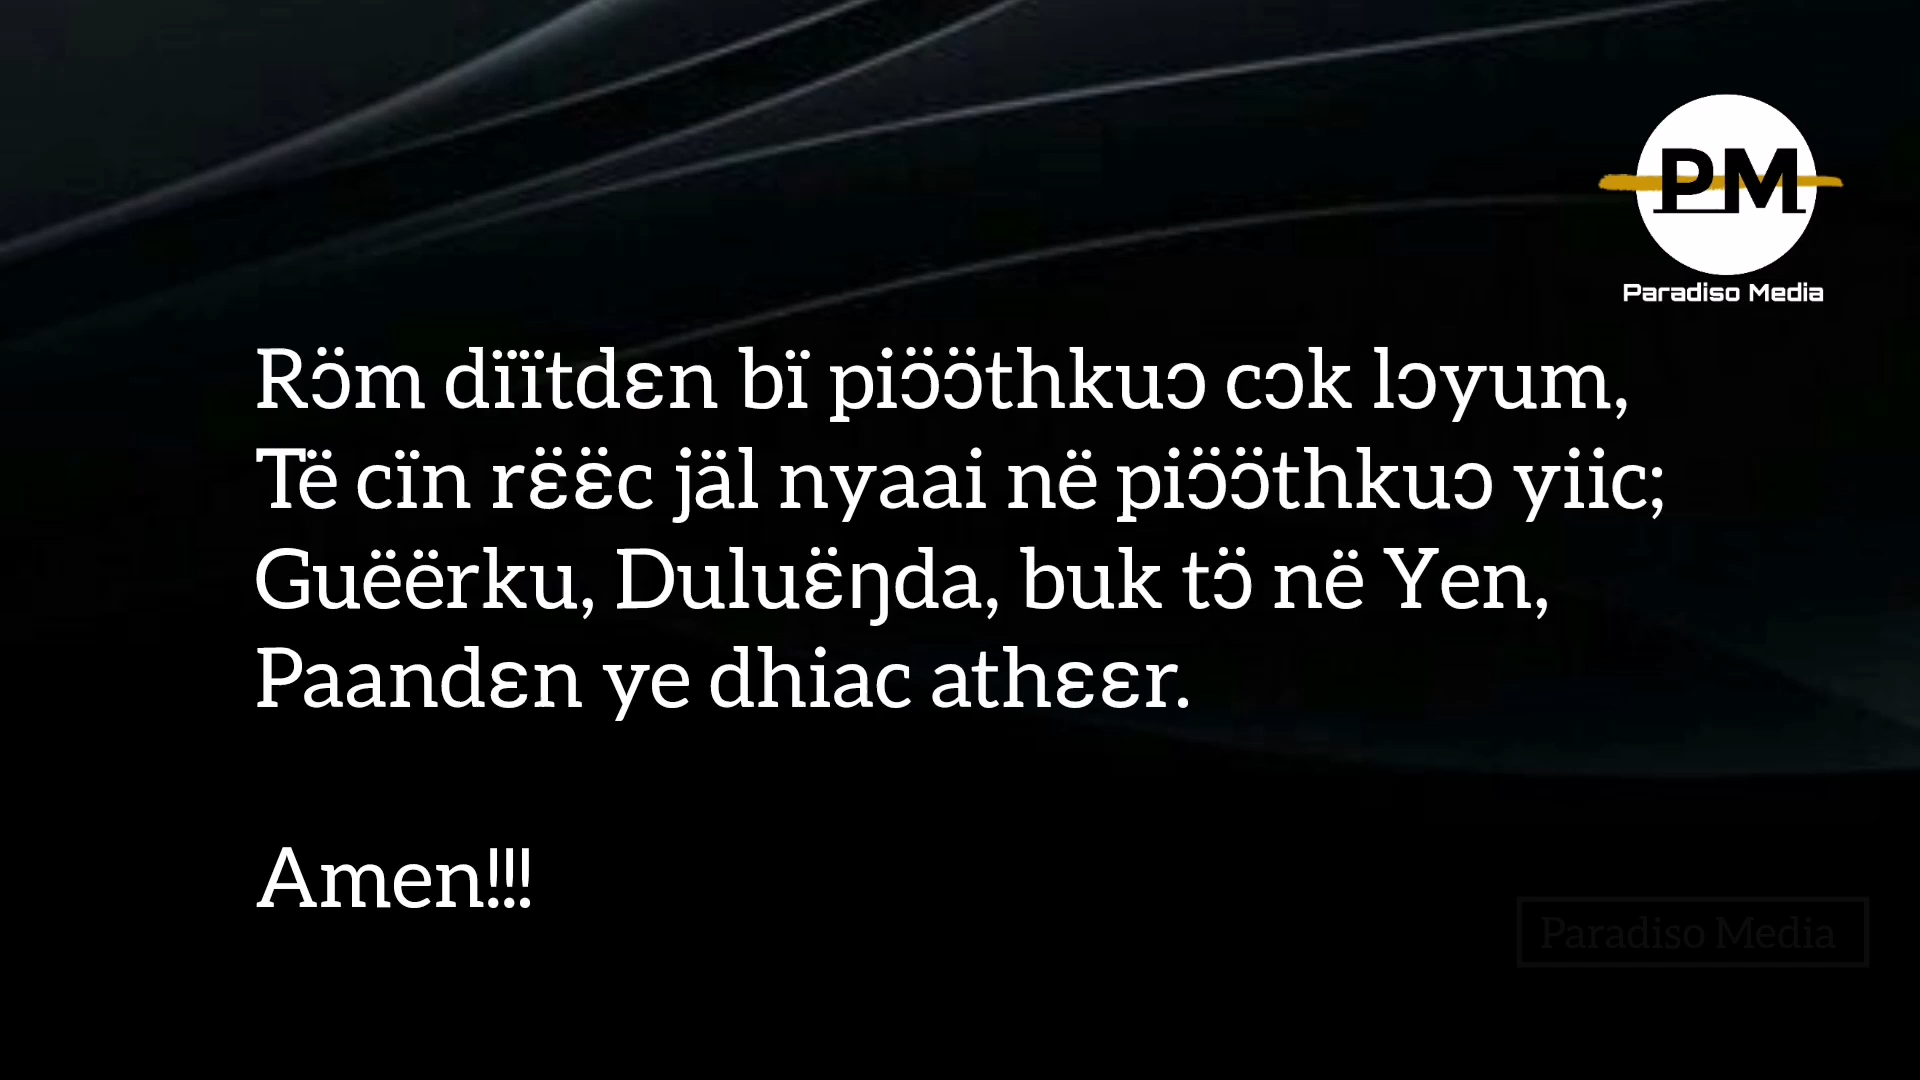 PM
Paradiso Media
Rɔ̈m dïïtdɛn bï piɔ̈ɔ̈thkuɔ cɔk lɔyum,
Të cïn rɛ̈ɛ̈c jäl nyaai në piɔ̈ɔ̈thkuɔ yiic;
Guëërku, Duluɛ̈ŋda, buk tɔ̈ në Yen,
Paandɛn ye dhiac athɛɛr.
Amen!!!
Paradiso Media